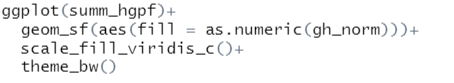 ggplot(summ_hgpf)+
  geom_sf(aes(fill = as.numeric(gh_norm)))+
  scale_fill_viridis_c()+
  theme_bw()